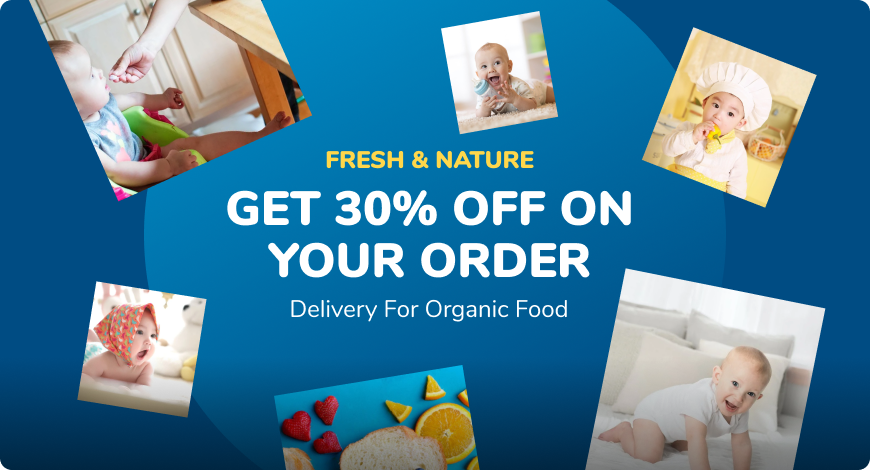 FRESH & NATURE
GET 30% OFF ON
YOUR ORDER
Delivery For Organic Food